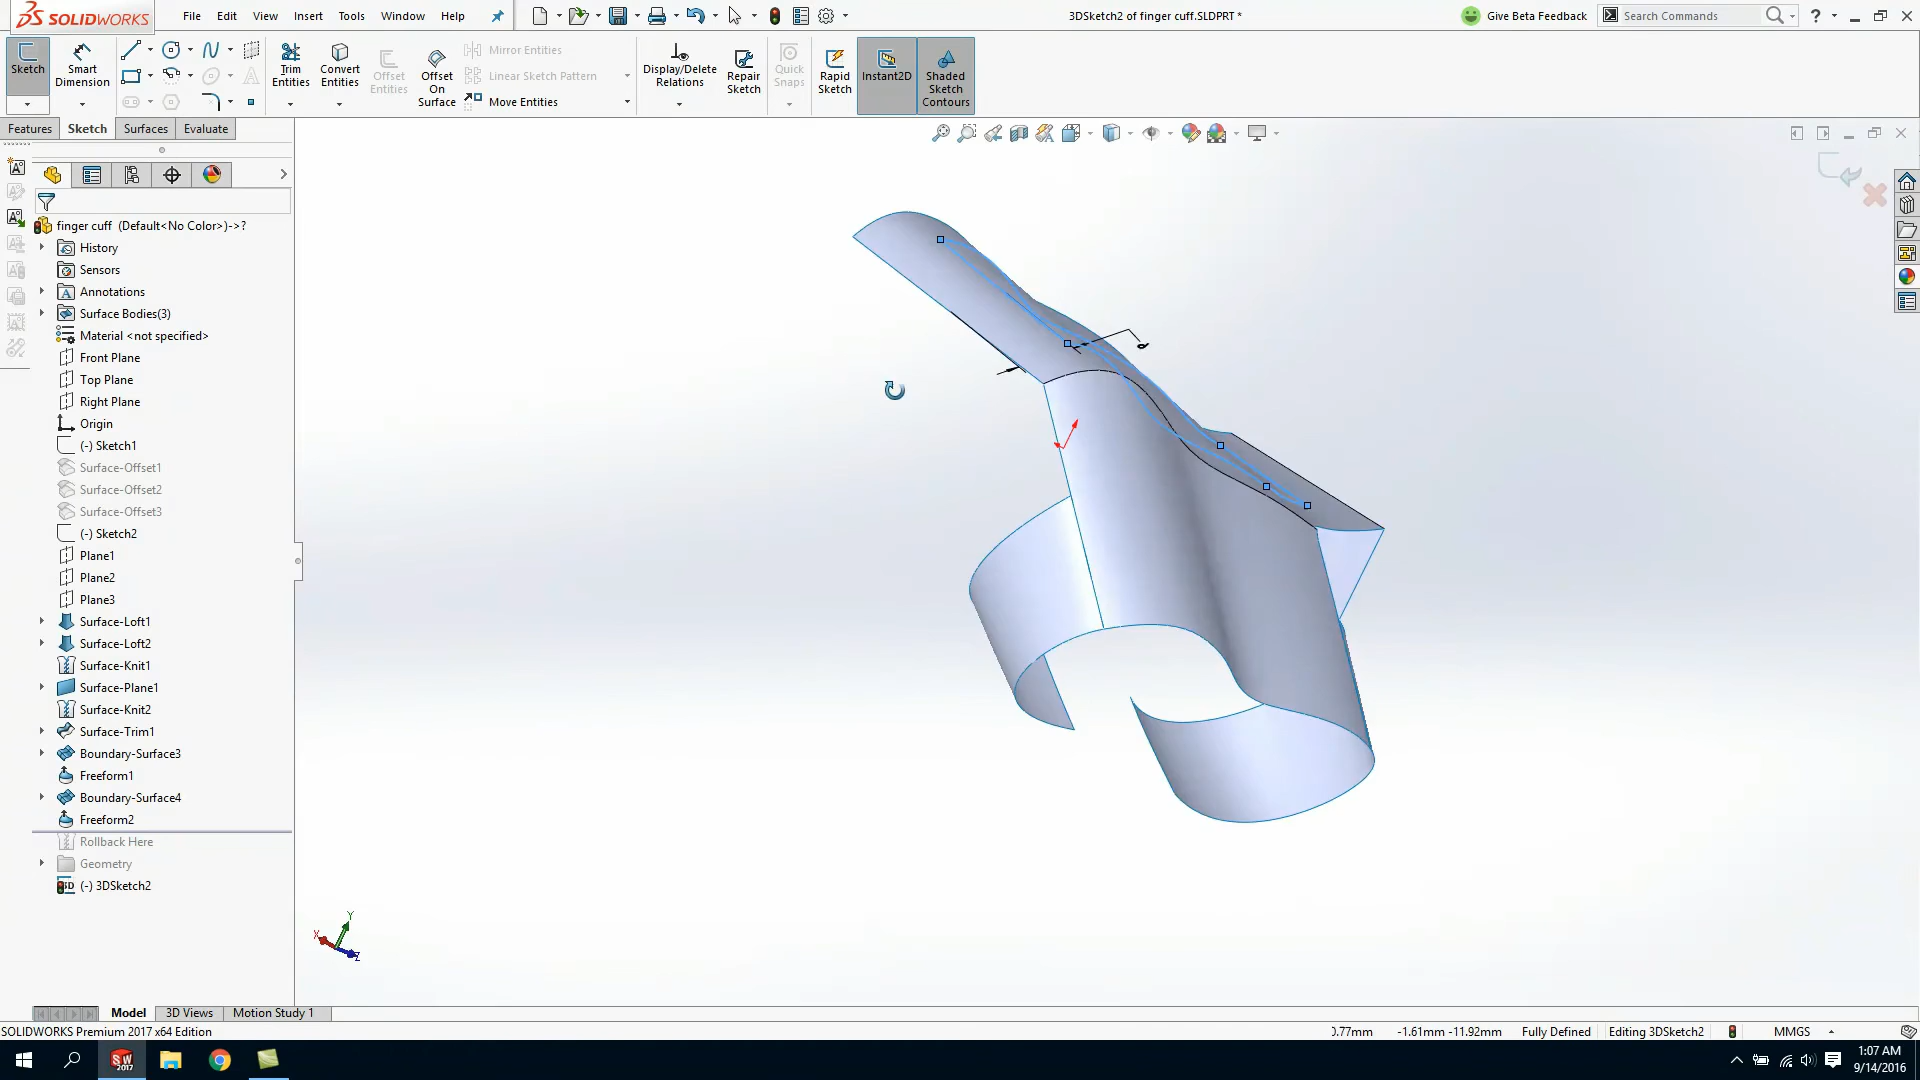 SOLIDWORKS
File Edit View Insert Tools Window Help
3DSketch2 of finger cuff.SLDPRT *
Give Beta Feedback
Search Commands
Sketch
Smart Dimension
Trim Entities
Convert Entities
Offset Entities
Offset On Surface
Mirror Entities
Linear Sketch Pattern
Move Entities
Display/Delete Relations
Repair Sketch
Quick Snaps
Rapid Sketch
Instant2D
Shaded Sketch Contours
Features Sketch Surfaces Evaluate
finger cuff (Default<No Color>)->?
History
Sensors
Annotations
Surface Bodies(3)
Material <not specified>
Front Plane
Top Plane
Right Plane
Origin
(-) Sketch1
Surface-Offset1
Surface-Offset2
Surface-Offset3
(-) Sketch2
Plane1
Plane2
Plane3
Surface-Loft1
Surface-Loft2
Surface-Knit1
Surface-Plane1
Surface-Knit2
Surface-Trim1
Boundary-Surface3
Freeform1
Boundary-Surface4
Freeform2
Rollback Here
Geometry
(-) 3DSketch2
Y
X
Z
Model 3D Views Motion Study 1
SOLIDWORKS Premium 2017 x64 Edition
-1.61mm -11.92mm Fully Defined Editing 3DSketch2 MMGS
SW 2017
1:07 AM
9/14/2016